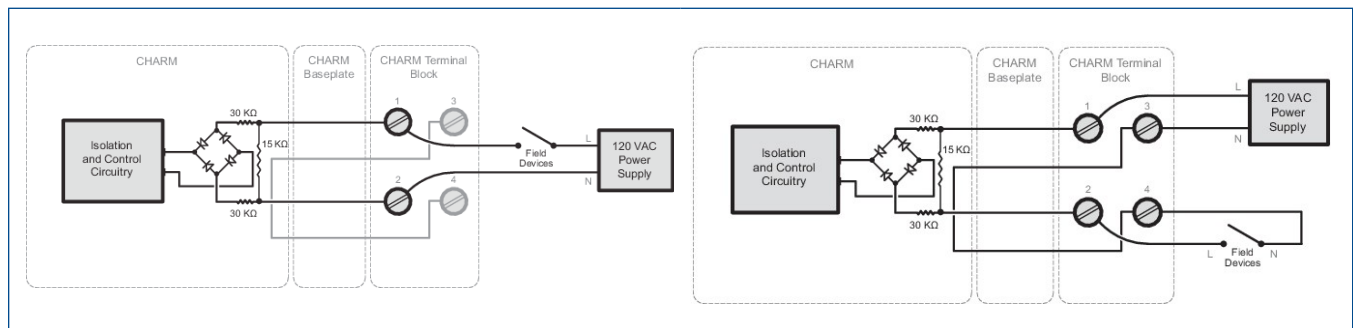 CHARM
CHARM
Baseplate
CHARM Terminal
Block
Isolation
and Control
Circuitry
30 KΩ
15 KΩ
30 KΩ
1
3
2
4
Field
Devices
L
N
120 VAC
Power
Supply
CHARM
CHARM
Baseplate
CHARM Terminal
Block
Isolation
and Control
Circuitry
30 KΩ
15 KΩ
30 KΩ
1
3
2
4
L
N
120 VAC
Power
Supply
L
Field
Devices
N